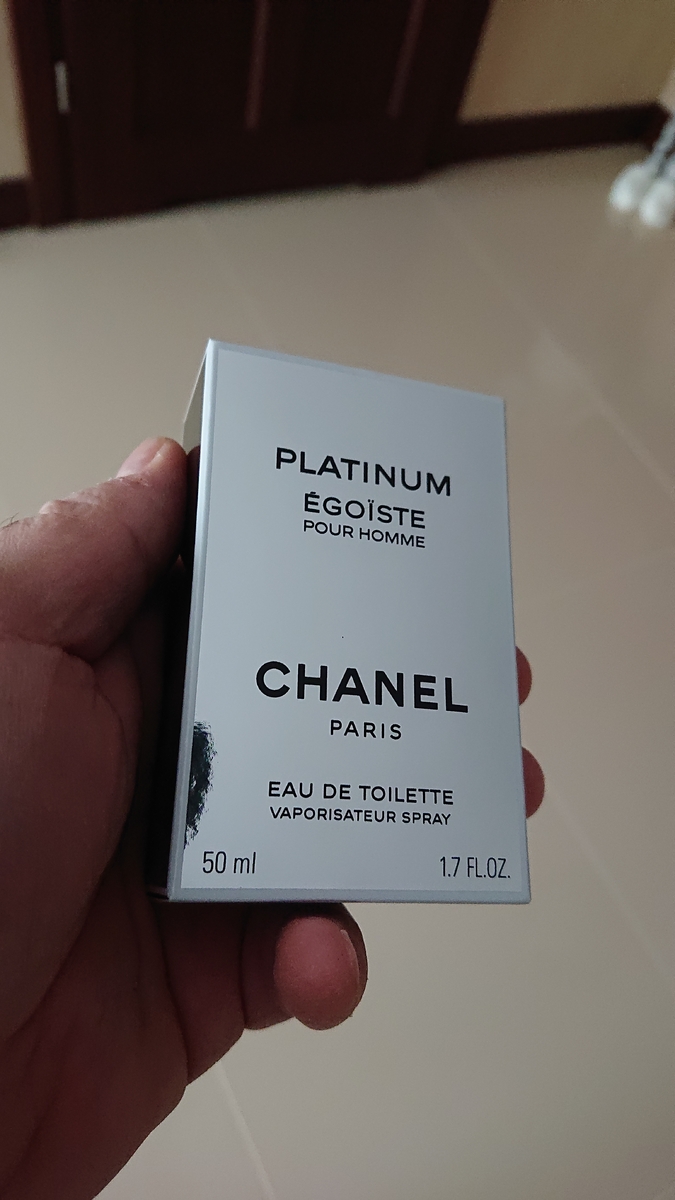 PLATINUM
ÉGOÏSTE
POUR HOMME
CHANEL
PARIS
EAU DE TOILETTE
VAPORISATEUR SPRAY
50 ml
1.7 FL.OZ.